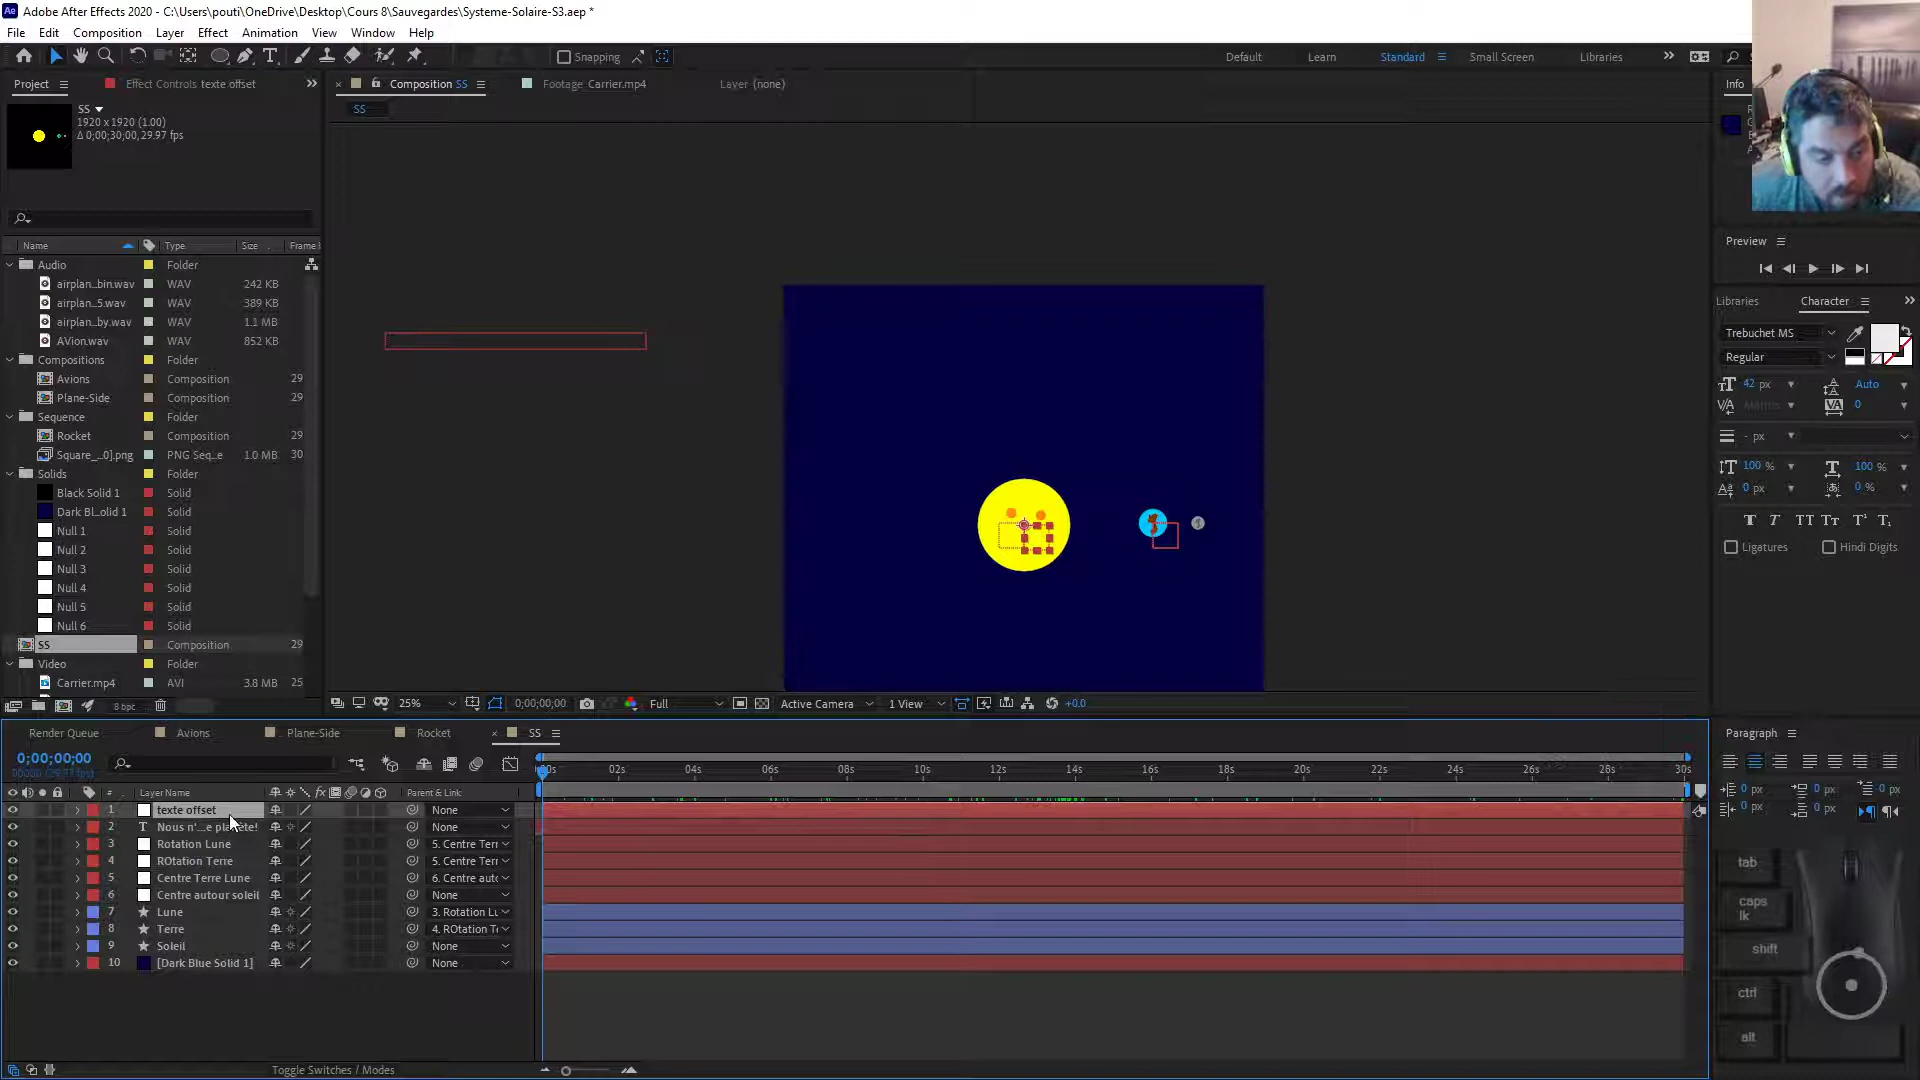 Adobe After Effects 2020 - C:\Users\pouti\OneDrive\Desktop\Cours 8\Sauvegardes\Systeme-Solaire-S3.aep *
File Edit Composition Layer Effect Animation View Window Help
Snapping Default Learn Standard Small Screen Libraries
Project Effect Controls texte offset Composition SS Footage Carrier.mp4 Layer (none) Info
SS
SS
1920 x 1920 (1.00)
Δ 0;00;30;00, 29.97 fps
Name Type Size Frame
Audio Folder
airplan_bin.wav WAV 242 KB
airplan_5.wav WAV 389 KB
airplan_by.wav WAV 1.1 MB
AVion.wav WAV 852 KB
Compositions Folder
Avions Composition 29
Plane-Side Composition 29
Sequence Folder
Rocket Composition 29
Square_...0].png PNG Seq...e 1.0 MB 30
Solids Folder
Black Solid 1 Solid
Dark Bl...olid 1 Solid
Null 1 Solid
Null 2 Solid
Null 3 Solid
Null 4 Solid
Null 5 Solid
Null 6 Solid
SS Composition 29
Video Folder
Carrier.mp4 AVI 3.8 MB 25
8 bpc
25% 0;00;00;00 Full Active Camera 1 View +0.0
Preview
Libraries Character
Trebuchet MS
Regular
42 px Auto
0
- px
100 % 100 %
0 px 0 %
Ligatures Hindi Digits
Render Queue Avions Plane-Side Rocket SS
0;00;00;00
00000 (29.97 fps)
:00s 02s 04s 06s 08s 10s 12s 14s 16s 18s 20s 22s 24s 26s 28s 30s
# Layer Name fx Parent & Link
1 texte offset None
2 T Nous n'...e planète! None
3 Rotation Lune 5. Centre Terr
4 ROtation Terre 5. Centre Terr
5 Centre Terre Lune 6. Centre auto
6 Centre autour soleil None
7 Lune 3. Rotation Lu
8 Terre 4. ROtation Te
9 Soleil None
10 [Dark Blue Solid 1] None
Toggle Switches / Modes
Paragraph
0 px 0 px 0 px
0 px 0 px
tab
caps
lk
shift
ctrl
alt